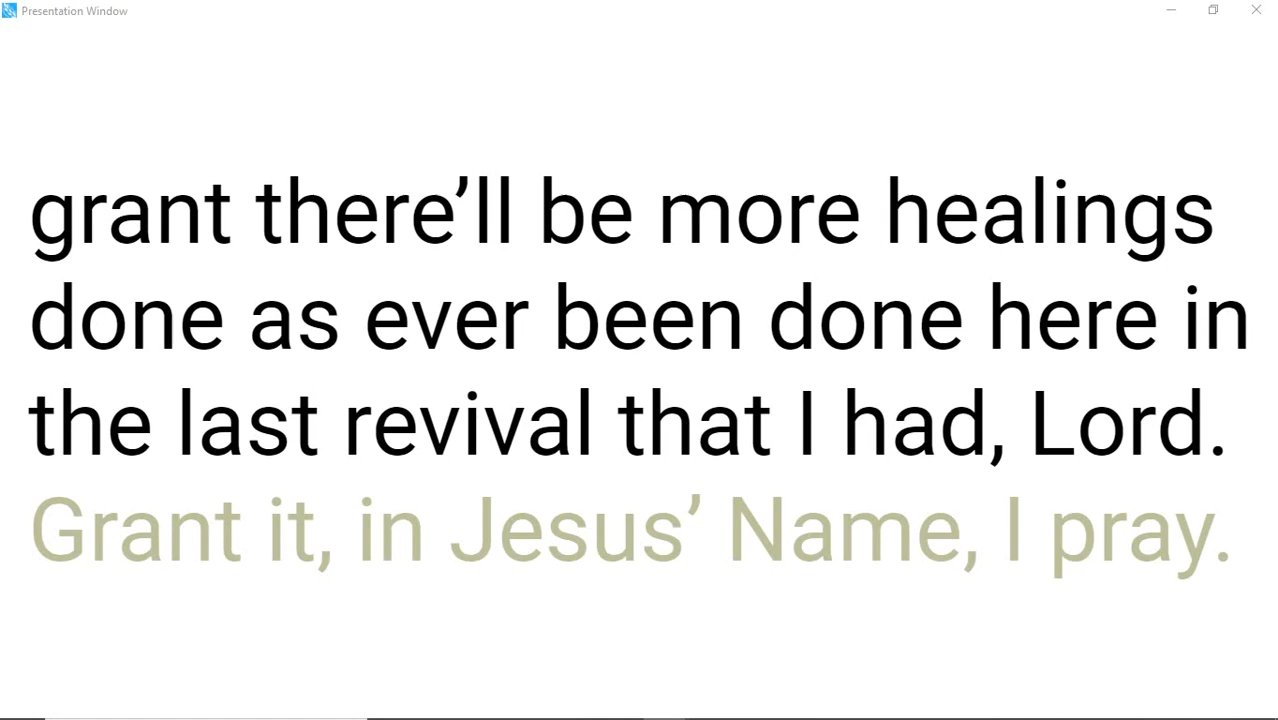 Presentation Window
grant there’ll be more healings
done as ever been done here in
the last revival that I had, Lord.
Grant it, in Jesus’ Name, I pray.